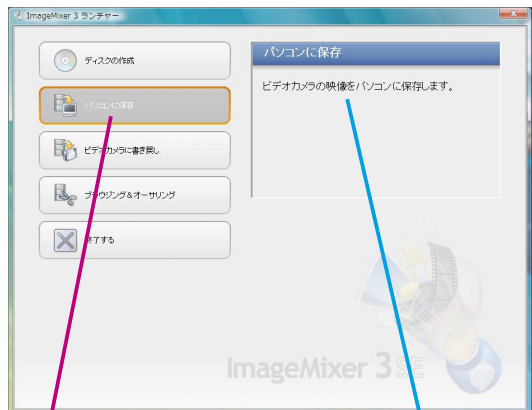 ImageMixer 3 ランチャー
ディスクの作成
パソコンに保存
ビデオカメラに書き戻し
ブラウジング&オーサリング
終了する
パソコンに保存
ビデオカメラの映像をパソコンに保存します。
ImageMixer 3 SE